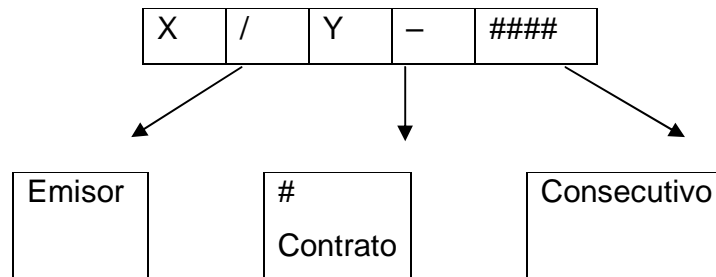 X / Y – ####
Emisor # Consecutivo
Contrato